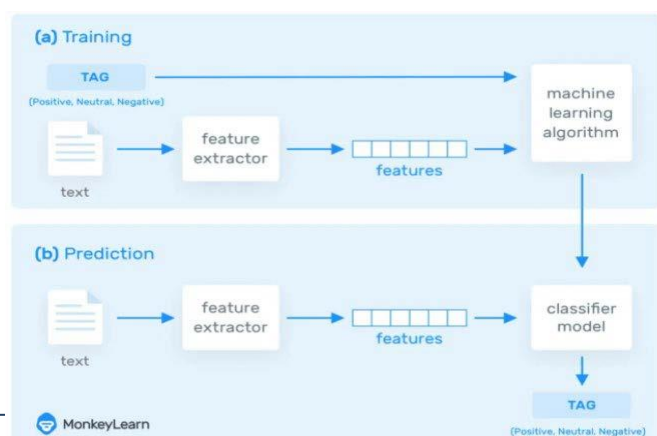 (a) Training
TAG
(Positive, Neutral, Negative)
text
feature
extractor
features
machine
learning
algorithm
(b) Prediction
text
feature
extractor
features
classifier
model
TAG
(Positive, Neutral, Negative)
MonkeyLearn